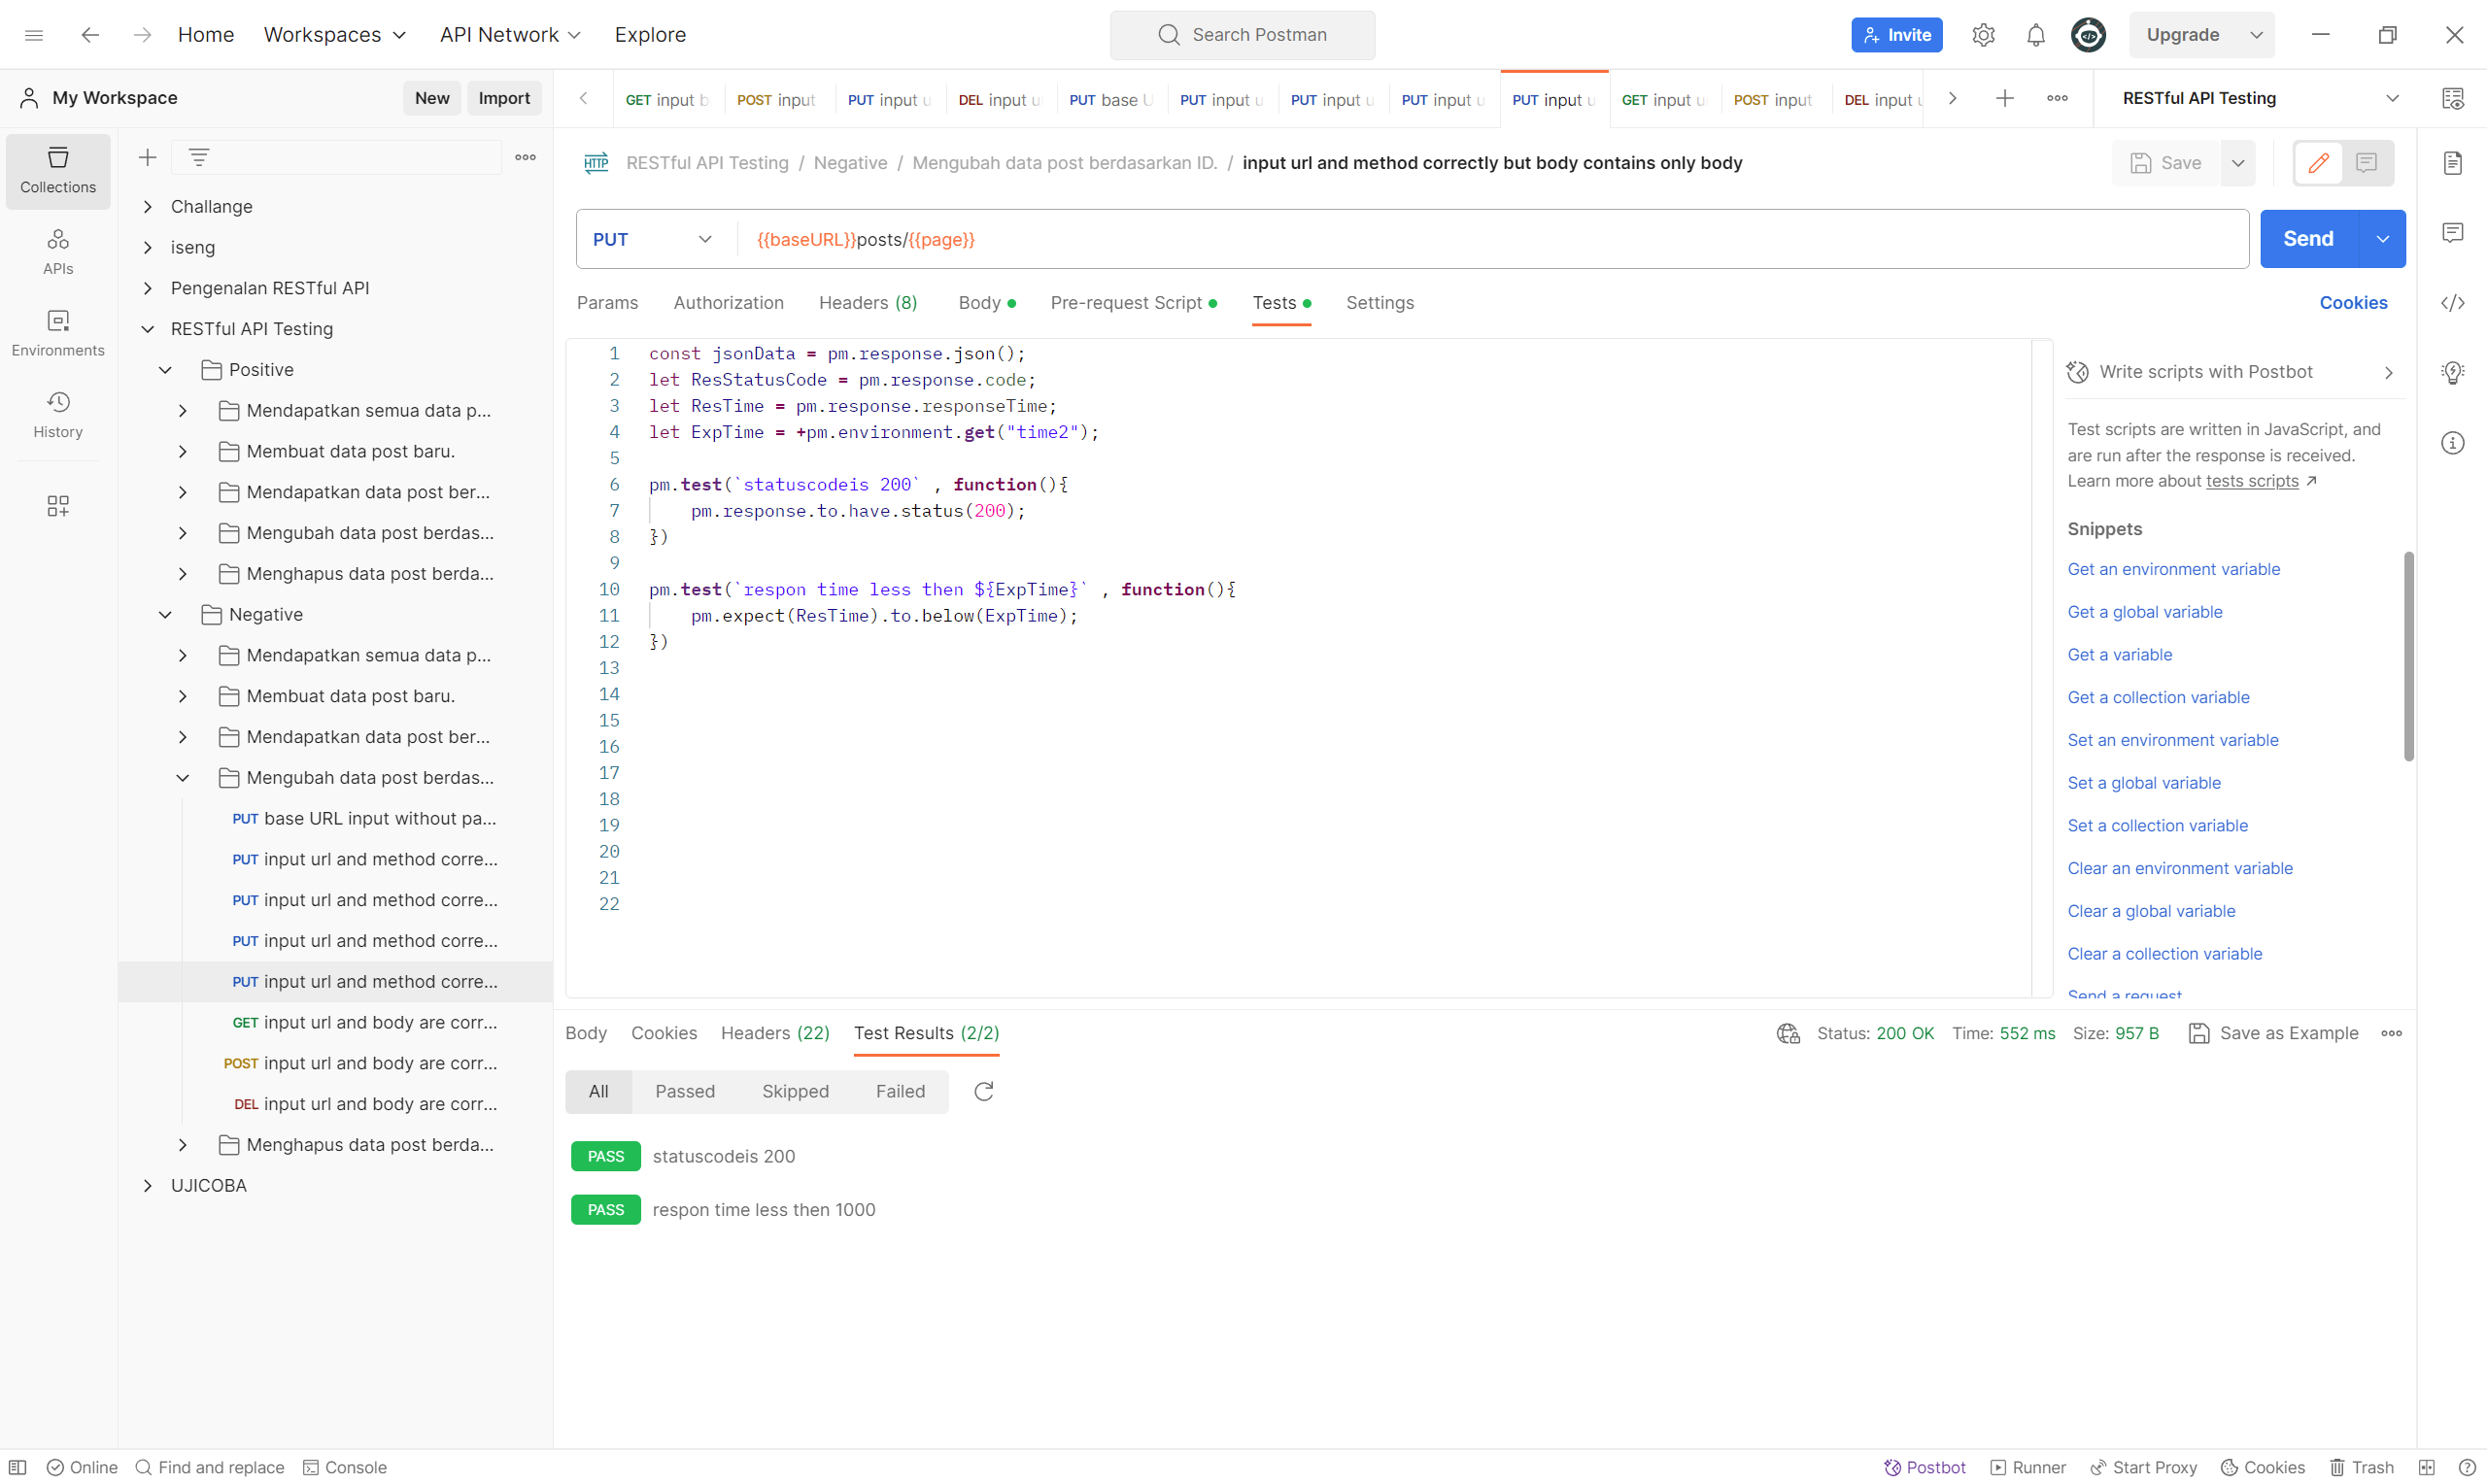 Home Workspaces API Network Explore Search Postman Invite Upgrade
My Workspace New Import
GET input b POST input PUT input u DEL input u PUT base U PUT input u PUT input u PUT input u PUT input u GET input u POST input DEL input u RESTful API Testing
Collections
APIs
Environments
History
Challange
iseng
Pengenalan RESTful API
RESTful API Testing
Positive
Mendapatkan semua data p...
Membuat data post baru.
Mendapatkan data post ber...
Mengubah data post berdas...
Menghapus data post berda...
Negative
Mendapatkan semua data p...
Membuat data post baru.
Mendapatkan data post ber...
Mengubah data post berdas...
PUT base URL input without pa...
PUT input url and method corre...
PUT input url and method corre...
PUT input url and method corre...
PUT input url and method corre...
GET input url and body are corr...
POST input url and body are corr...
DEL input url and body are corr...
Menghapus data post berda...
UJICOBA
HTTP RESTful API Testing / Negative / Mengubah data post berdasarkan ID. / input url and method correctly but body contains only body Save
PUT {{baseURL}}posts/{{page}} Send
Params Authorization Headers (8) Body Pre-request Script Tests Settings Cookies
1 const jsonData = pm.response.json();
2 let ResStatusCode = pm.response.code;
3 let ResTime = pm.response.responseTime;
4 let ExpTime = +pm.environment.get("time2");
5
6 pm.test(`statuscodeis 200` , function(){
7 pm.response.to.have.status(200);
8 })
9
10 pm.test(`respon time less then ${ExpTime}` , function(){
11 pm.expect(ResTime).to.below(ExpTime);
12 })
13
14
15
16
17
18
19
20
21
22
Write scripts with Postbot
Test scripts are written in JavaScript, and
are run after the response is received.
Learn more about tests scripts
Snippets
Get an environment variable
Get a global variable
Get a variable
Get a collection variable
Set an environment variable
Set a global variable
Set a collection variable
Clear an environment variable
Clear a global variable
Clear a collection variable
Send a request
Body Cookies Headers (22) Test Results (2/2) Status: 200 OK Time: 552 ms Size: 957 B Save as Example
All Passed Skipped Failed
PASS statuscodeis 200
PASS respon time less then 1000
Online Find and replace Console Postbot Runner Start Proxy Cookies Trash